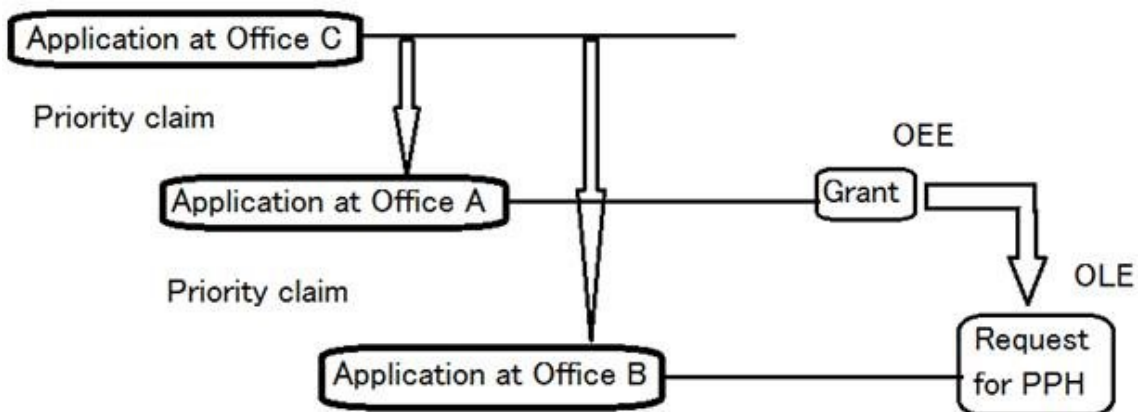 Application at Office C
Priority claim
OEE
Application at Office A
Grant
Priority claim
OLE
Request
for PPH
Application at Office B